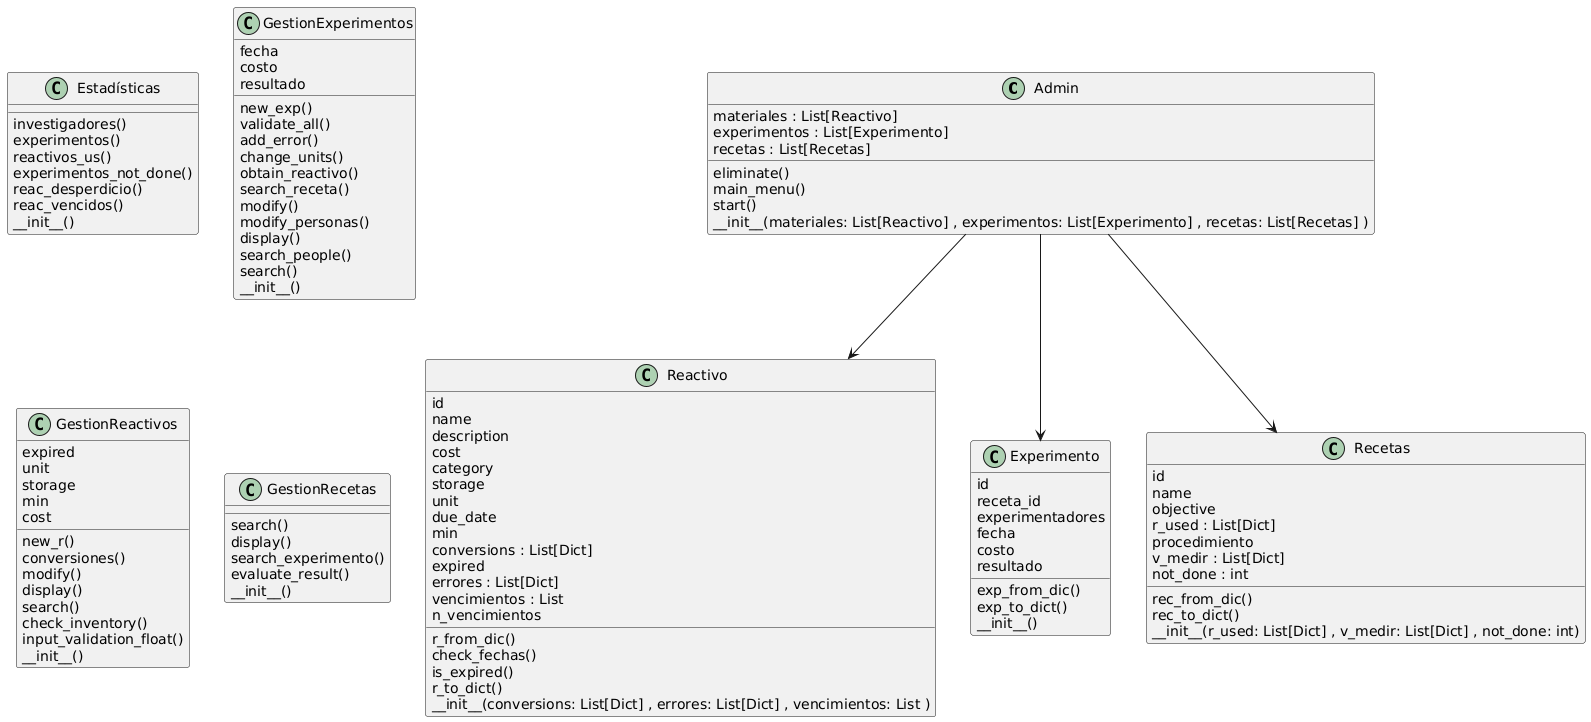 C Estadísticas
investigadores()
experimentos()
reactivos_us()
experimentos_not_done()
reac_desperdicio()
reac_vencidos()
__init__()
C GestionExperimentos
fecha
costo
resultado
new_exp()
validate_all()
add_error()
change_units()
obtain_reactivo()
search_receta()
modify()
modify_personas()
display()
search_people()
search()
__init__()
C Admin
materiales : List[Reactivo]
experimentos : List[Experimento]
recetas : List[Recetas]
eliminate()
main_menu()
start()
__init__(materiales: List[Reactivo] , experimentos: List[Experimento] , recetas: List[Recetas] )
C GestionReactivos
expired
unit
storage
min
cost
new_r()
conversiones()
modify()
display()
search()
check_inventory()
input_validation_float()
__init__()
C GestionRecetas
search()
display()
search_experimento()
evaluate_result()
__init__()
C Reactivo
id
name
description
cost
category
storage
unit
due_date
min
conversions : List[Dict]
expired
errores : List[Dict]
vencimientos : List
n_vencimientos
r_from_dic()
check_fechas()
is_expired()
r_to_dict()
__init__(conversions: List[Dict] , errores: List[Dict] , vencimientos: List )
C Experimento
id
receta_id
experimentadores
fecha
costo
resultado
exp_from_dic()
exp_to_dict()
__init__()
C Recetas
id
name
objective
r_used : List[Dict]
procedimiento
v_medir : List[Dict]
not_done : int
rec_from_dic()
rec_to_dict()
__init__(r_used: List[Dict] , v_medir: List[Dict] , not_done: int)